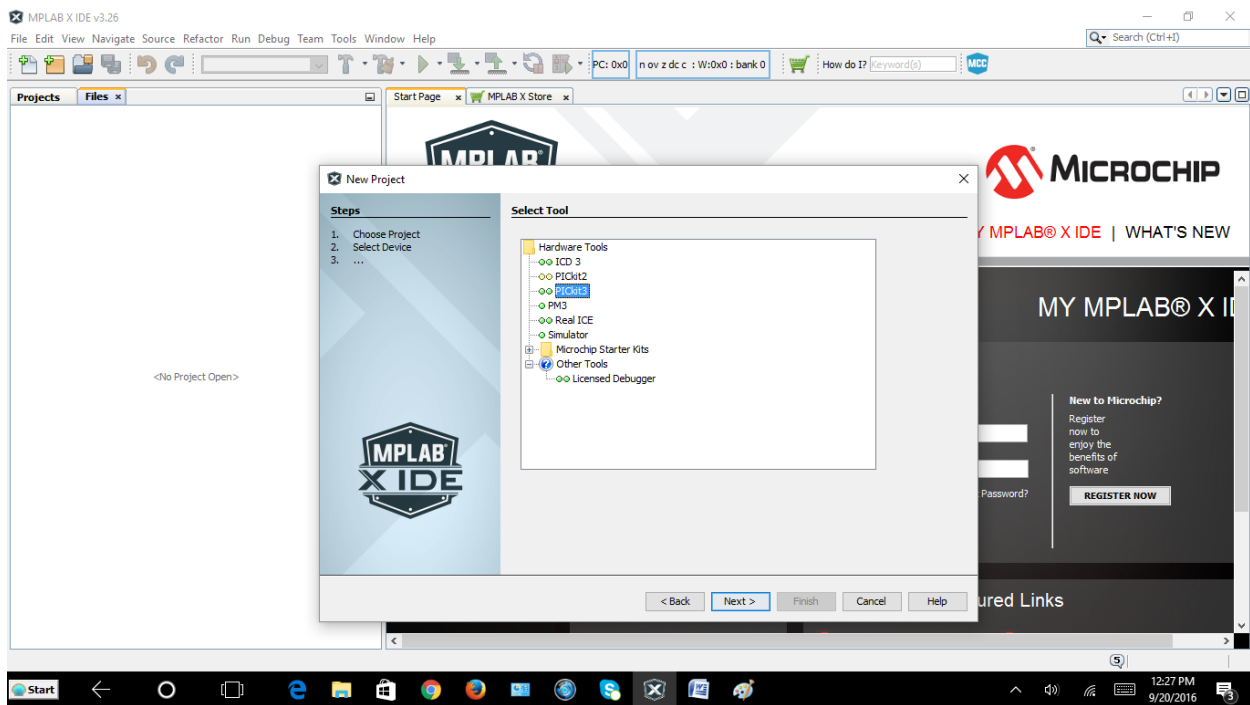 MPLAB X IDE v3.26
File Edit View Navigate Source Refactor Run Debug Team Tools Window Help
Search (Ctrl+I)
PC: 0x0
n ov z dc c : W:0x0 : bank 0
How do I? Keyword(s)
MCC
Projects
Files
Start Page
MPLAB X Store
MPLAB
MICROCHIP
MPLAB® X IDE | WHAT'S NEW
New Project
Steps
1. Choose Project
2. Select Device
3. ...
Select Tool
Hardware Tools
ICD 3
PICkit2
PICkit3
PM3
Real ICE
Simulator
Microchip Starter Kits
Other Tools
Licensed Debugger
MPLAB
X IDE
< Back
Next >
Finish
Cancel
Help
<No Project Open>
MY MPLAB® X ID
New to Microchip?
Register
now to
enjoy the
benefits of
software
Password?
REGISTER NOW
ured Links
5
Start
12:27 PM
9/20/2016
3